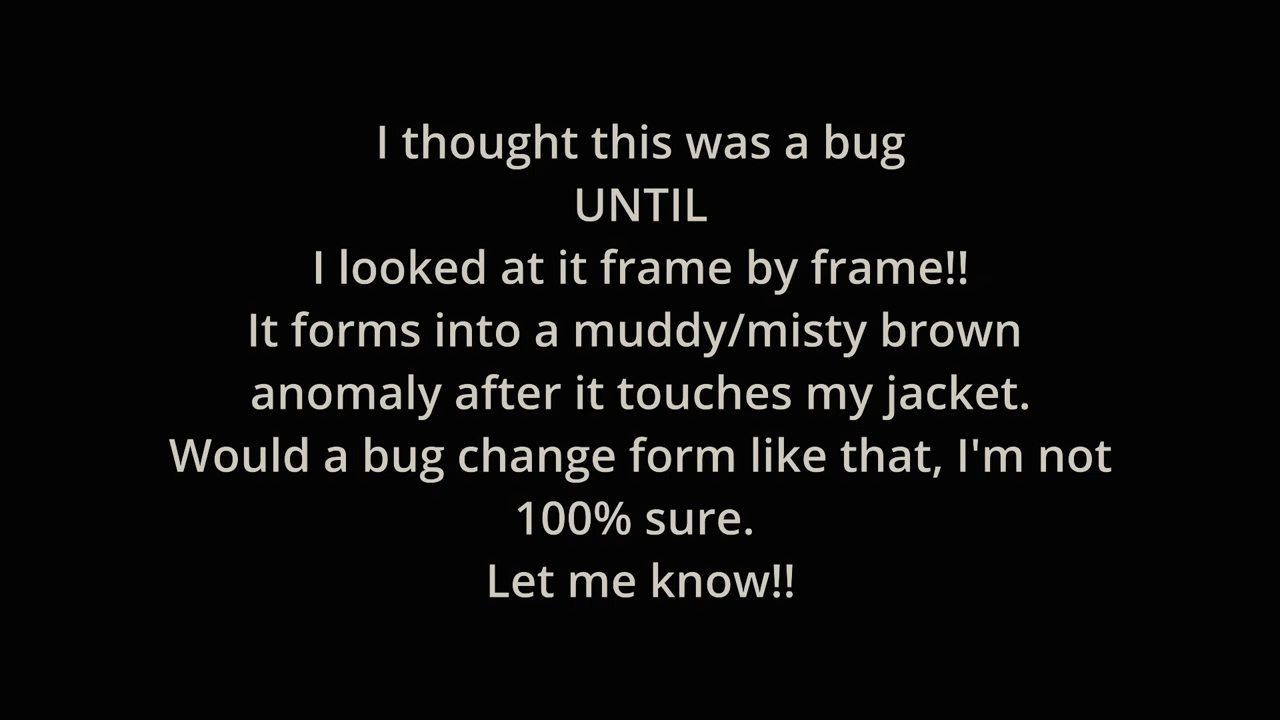 I thought this was a bug
UNTIL
I looked at it frame by frame!!
It forms into a muddy/misty brown
anomaly after it touches my jacket.
Would a bug change form like that, I'm not
100% sure.
Let me know!!